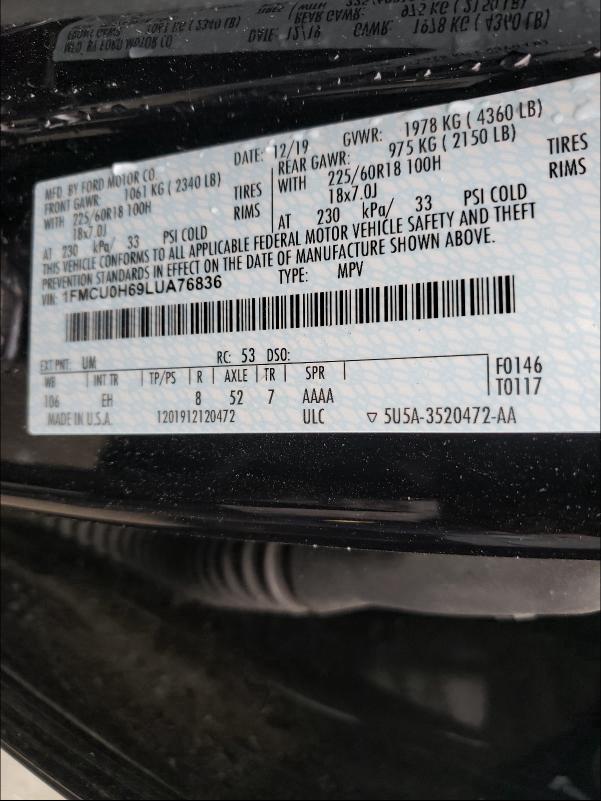 MFD. BY FORD MOTOR CO.
DATE: 12/19 GVWR: 1978 KG ( 4360 LB)
FRONT GAWR: 1061 KG ( 2340 LB) REAR GAWR: 975 KG ( 2150 LB)
WITH 225/60R18 100H TIRES WITH 225/60R18 100H TIRES
18x7.0J RIMS 18x7.0J RIMS
AT 230 kPa/ 33 PSI COLD AT 230 kPa/ 33 PSI COLD
THIS VEHICLE CONFORMS TO ALL APPLICABLE FEDERAL MOTOR VEHICLE SAFETY AND THEFT
PREVENTION STANDARDS IN EFFECT ON THE DATE OF MANUFACTURE SHOWN ABOVE.
VIN: 1FMCU0H69LUA76836 TYPE: MPV
EXT PNT: UM RC: 53 DSO:
WB INT TR TP/PS R AXLE TR SPR F0146
106 EH 8 52 7 AAAA T0117
MADE IN U.S.A. 1201912120472 ULC ▽ 5U5A-3520472-AA